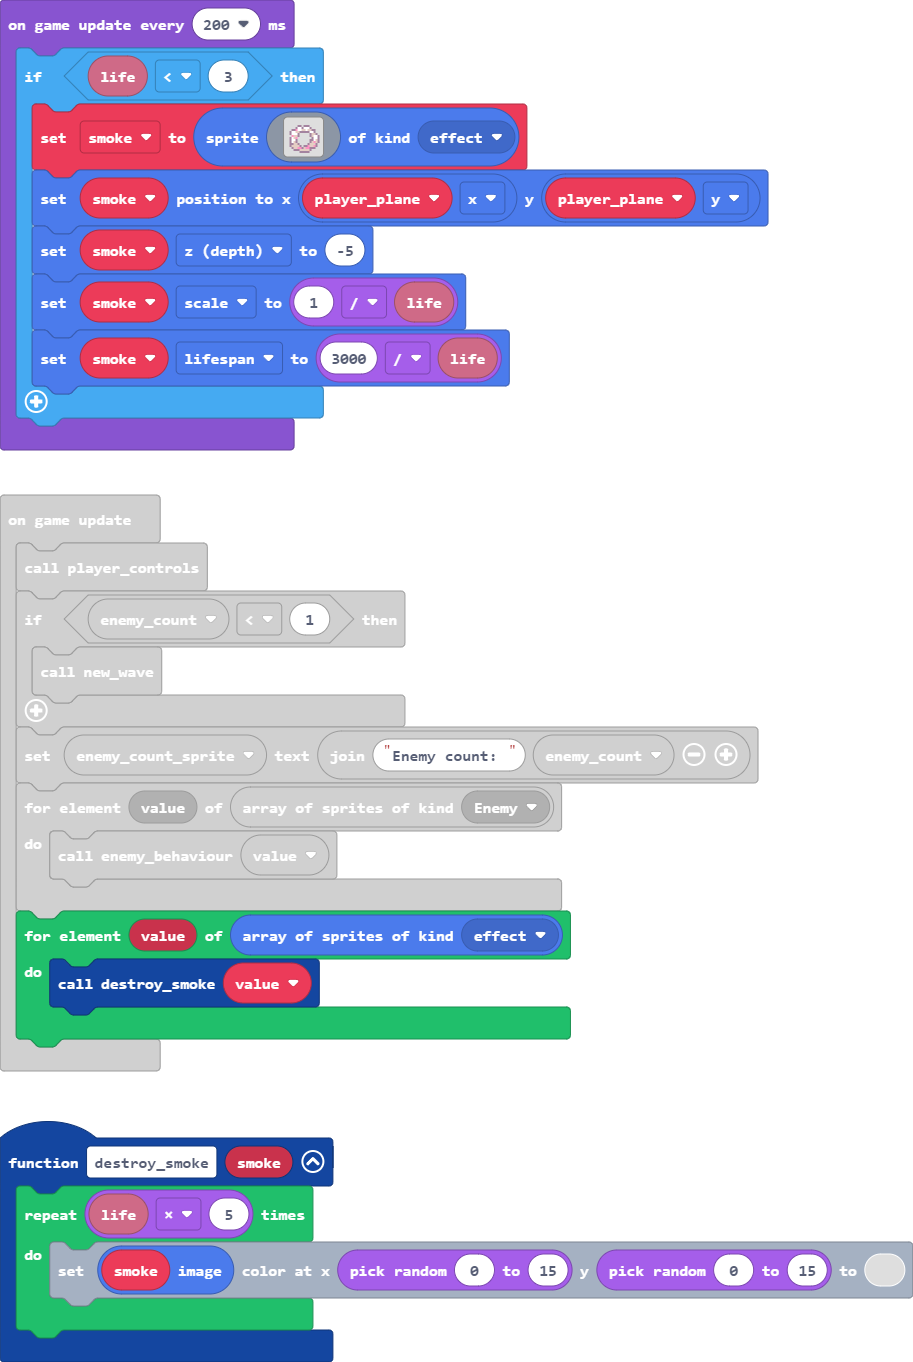 on game update every 200 ms
if life < 3 then
set smoke to sprite of kind effect
set smoke position to x player_plane x y player_plane y
set smoke z (depth) to -5
set smoke scale to 1 / life
set smoke lifespan to 3000 / life
on game update
call player_controls
if enemy_count < 1 then
call new_wave
set enemy_count_sprite text join "Enemy count: " enemy_count
for element value of array of sprites of kind Enemy
do call enemy_behaviour value
for element value of array of sprites of kind effect
do call destroy_smoke value
function destroy_smoke smoke
repeat life × 5 times
do set smoke image color at x pick random 0 to 15 y pick random 0 to 15 to